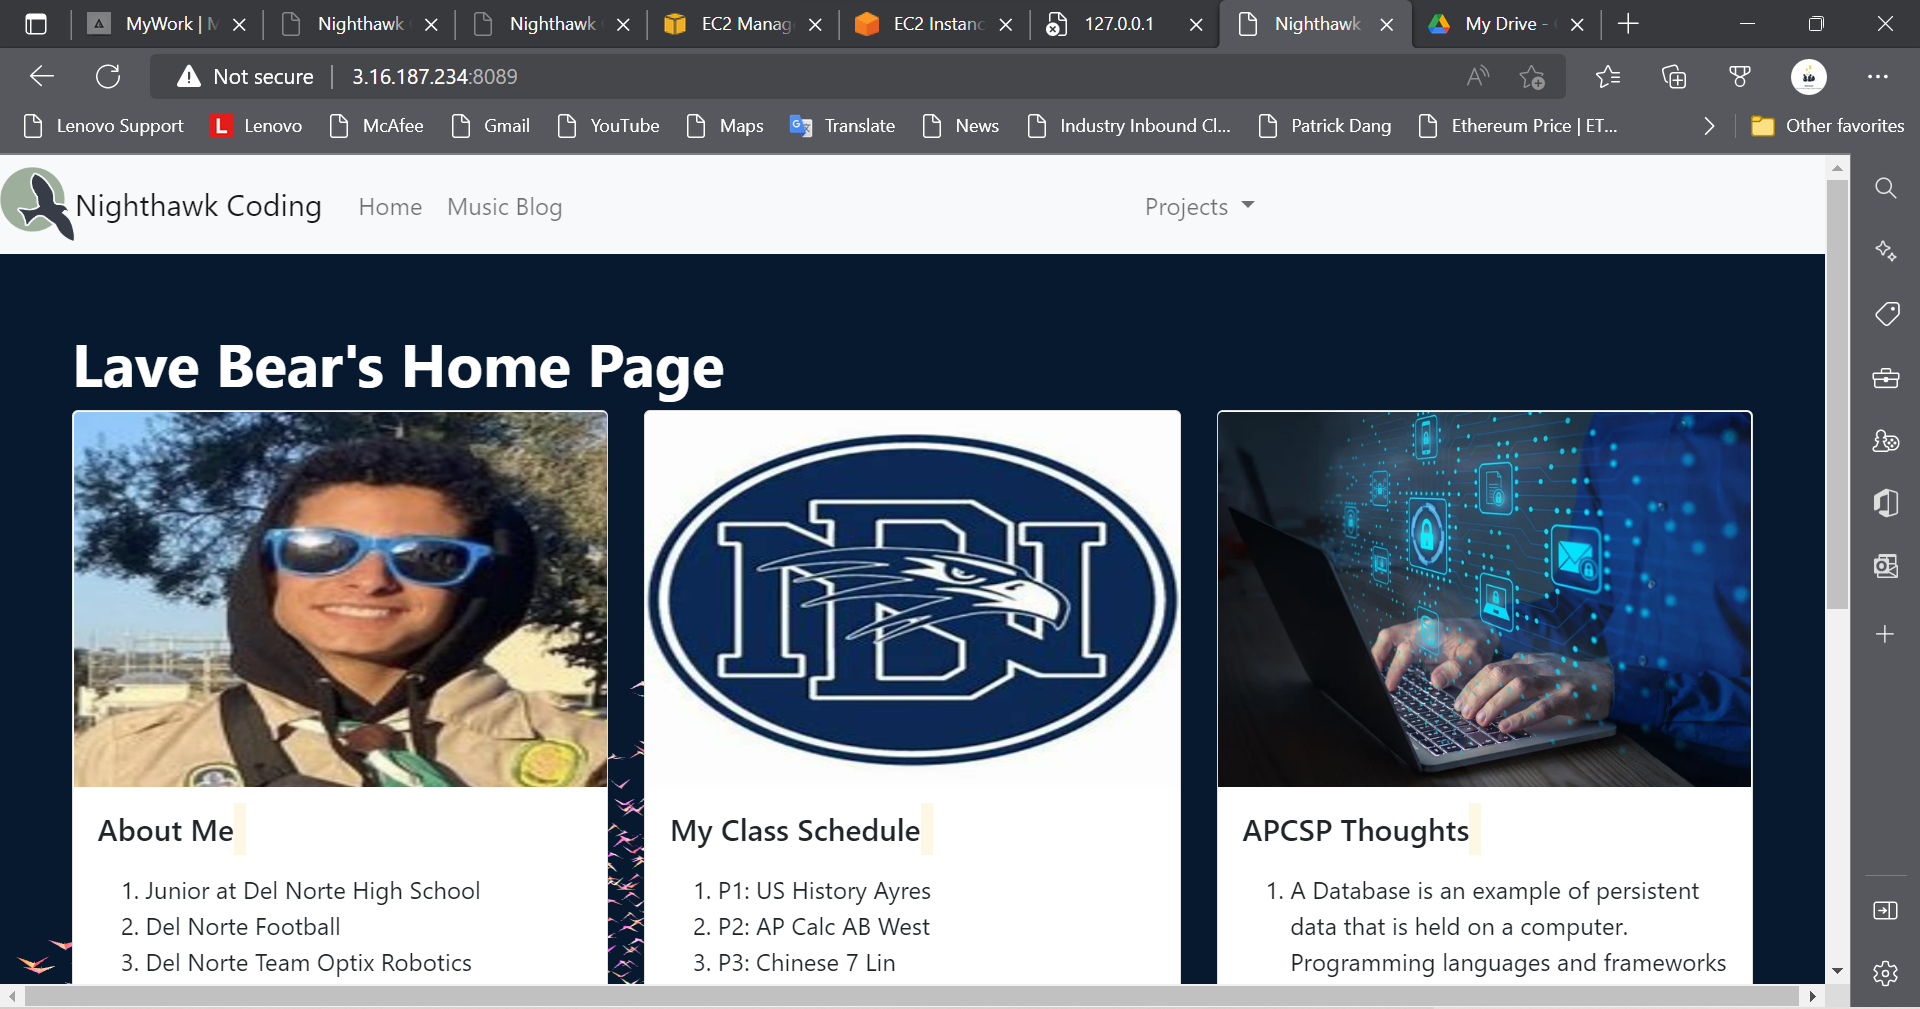 MyWork | M
Nighthawk
Nighthawk
EC2 Manag
EC2 Instanc
127.0.0.1
Nighthawk
My Drive -
Not secure
3.16.187.234:8089
Lenovo Support
L
Lenovo
McAfee
Gmail
YouTube
Maps
Translate
News
Industry Inbound Cl...
Patrick Dang
Ethereum Price | ET...
Other favorites
Nighthawk Coding
Home
Music Blog
Projects
Lave Bear's Home Page
DN
About Me
My Class Schedule
APCSP Thoughts
1. Junior at Del Norte High School
2. Del Norte Football
3. Del Norte Team Optix Robotics
1. P1: US History Ayres
2. P2: AP Calc AB West
3. P3: Chinese 7 Lin
1. A Database is an example of persistent
data that is held on a computer.
Programming languages and frameworks